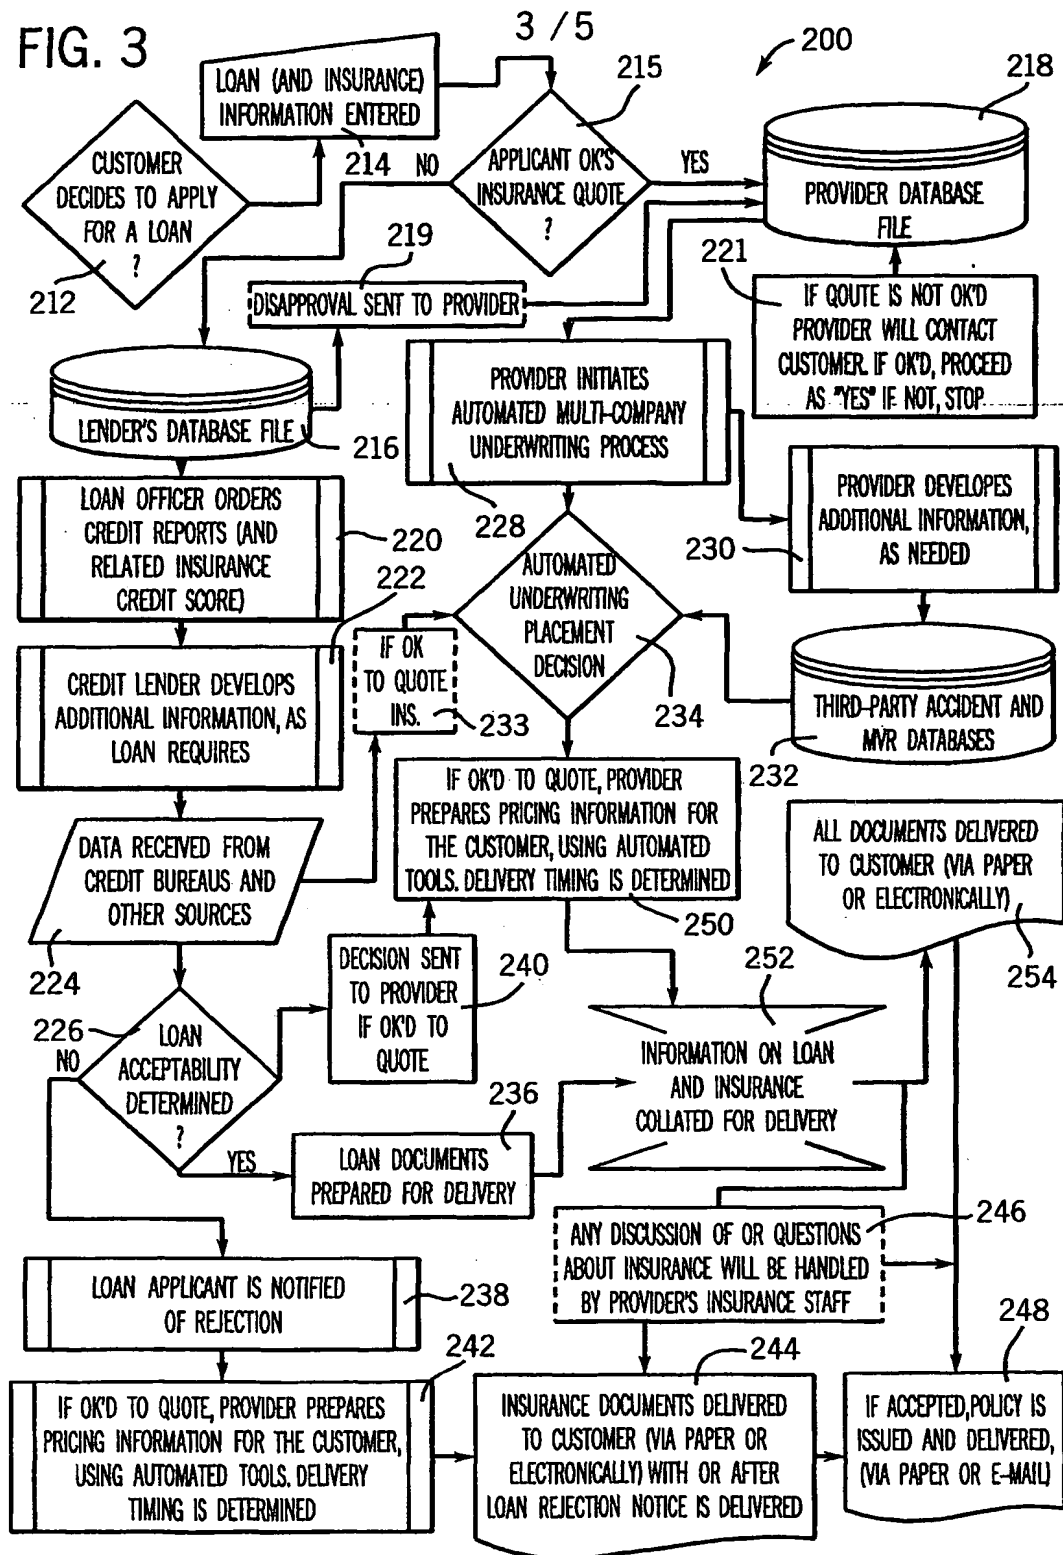 FIG. 3
3 / 5
200
LOAN (AND INSURANCE)
INFORMATION ENTERED
214
215
218
CUSTOMER
DECIDES TO APPLY
FOR A LOAN
?
212
NO
APPLICANT OK'S
INSURANCE QUOTE
?
YES
PROVIDER DATABASE
FILE
219
DISAPPROVAL SENT TO PROVIDER
221
IF QOUTE IS NOT OK'D
PROVIDER WILL CONTACT
CUSTOMER. IF OK'D, PROCEED
AS "YES" IF NOT, STOP
LENDER'S DATABASE FILE
216
PROVIDER INITIATES
AUTOMATED MULTI-COMPANY
UNDERWRITING PROCESS
228
LOAN OFFICER ORDERS
CREDIT REPORTS (AND
RELATED INSURANCE
CREDIT SCORE)
220
PROVIDER DEVELOPES
ADDITIONAL INFORMATION,
AS NEEDED
230
222
AUTOMATED
UNDERWRITING
PLACEMENT
DECISION
234
IF OK
TO QUOTE
INS.
233
CREDIT LENDER DEVELOPS
ADDITIONAL INFORMATION, AS
LOAN REQUIRES
THIRD-PARTY ACCIDENT AND
MVR DATABASES
232
IF OK'D TO QUOTE, PROVIDER
PREPARES PRICING INFORMATION FOR
THE CUSTOMER, USING AUTOMATED
TOOLS. DELIVERY TIMING IS DETERMINED
250
DATA RECEIVED FROM
CREDIT BUREAUS AND
OTHER SOURCES
224
ALL DOCUMENTS DELIVERED
TO CUSTOMER (VIA PAPER
OR ELECTRONICALLY)
254
DECISION SENT
TO PROVIDER
IF OK'D TO
QUOTE
240
252
226
NO
LOAN
ACCEPTABILITY
DETERMINED
?
YES
INFORMATION ON LOAN
AND INSURANCE
COLLATED FOR DELIVERY
236
LOAN DOCUMENTS
PREPARED FOR DELIVERY
ANY DISCUSSION OF OR QUESTIONS
ABOUT INSURANCE WILL BE HANDLED
BY PROVIDER'S INSURANCE STAFF
246
LOAN APPLICANT IS NOTIFIED
OF REJECTION
238
242
244
248
IF OK'D TO QUOTE, PROVIDER PREPARES
PRICING INFORMATION FOR THE CUSTOMER,
USING AUTOMATED TOOLS. DELIVERY
TIMING IS DETERMINED
INSURANCE DOCUMENTS DELIVERED
TO CUSTOMER (VIA PAPER OR
ELECTRONICALLY) WITH OR AFTER
LOAN REJECTION NOTICE IS DELIVERED
IF ACCEPTED,POLICY IS
ISSUED AND DELIVERED,
(VIA PAPER OR E-MAIL)